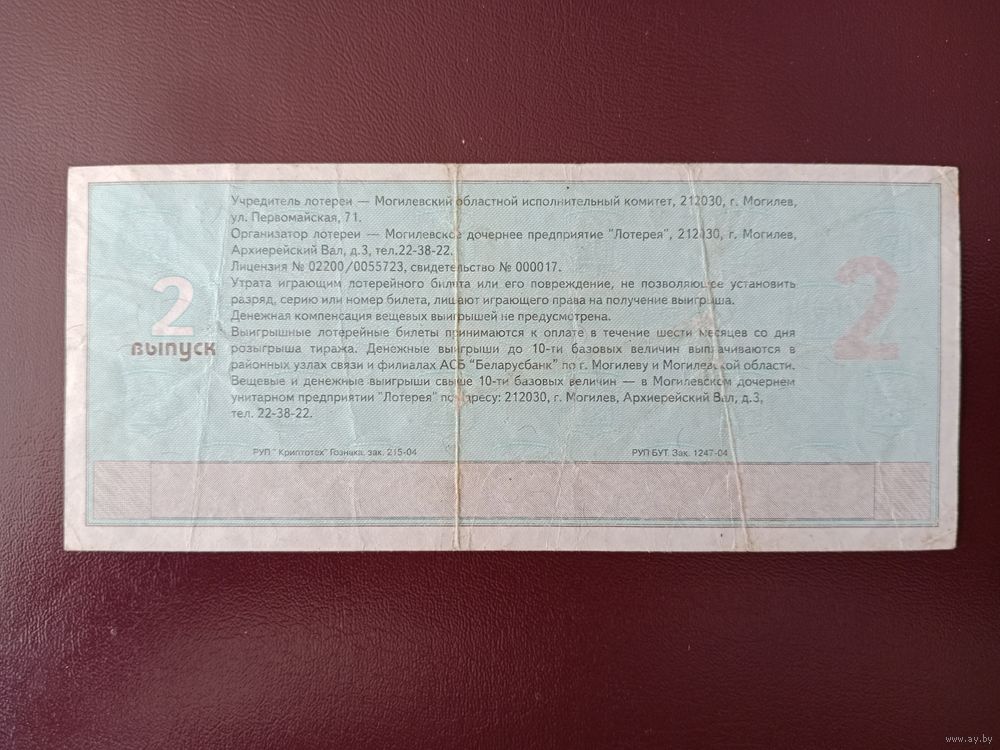 Учредитель лотереи — Могилевский областной исполнительный комитет, 212030, г. Могилев,
ул. Первомайская, 71.
Организатор лотереи — Могилевское дочернее предприятие "Лотерея", 212030, г. Могилев,
Архиерейский Вал, д.3, тел.22-38-22.
Лицензия № 02200/0055723, свидетельство № 000017.
Утрата играющим лотерейного билета или его повреждение, не позволяющее установить
разряд, серию или номер билета, лишают играющего права на получение выигрыша.
Денежная компенсация вещевых выигрышей не предусмотрена.
Выигрышные лотерейные билеты принимаются к оплате в течение шести месяцев со дня
розыгрыша тиража. Денежные выигрыши до 10-ти базовых величин выплачиваются в
районных узлах связи и филиалах АСБ "Беларусбанк" по г. Могилеву и Могилевской области.
Вещевые и денежные выигрыши свыше 10-ти базовых величин — в Могилевском дочернем
унитарном предприятии "Лотерея" по адресу: 212030, г. Могилев, Архиерейский Вал, д.3,
тел. 22-38-22.
2
выпуск
2
РУП "Криптотех" Гознака, зак. 215-04
РУП БУТ. Зак. 1247-04
www.ay.by